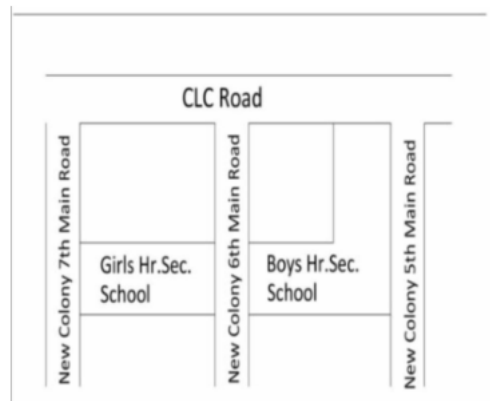 CLC Road
New Colony 7th Main Road
Girls Hr.Sec.
School
New Colony 6th Main Road
Boys Hr.Sec.
School
New Colony 5th Main Road